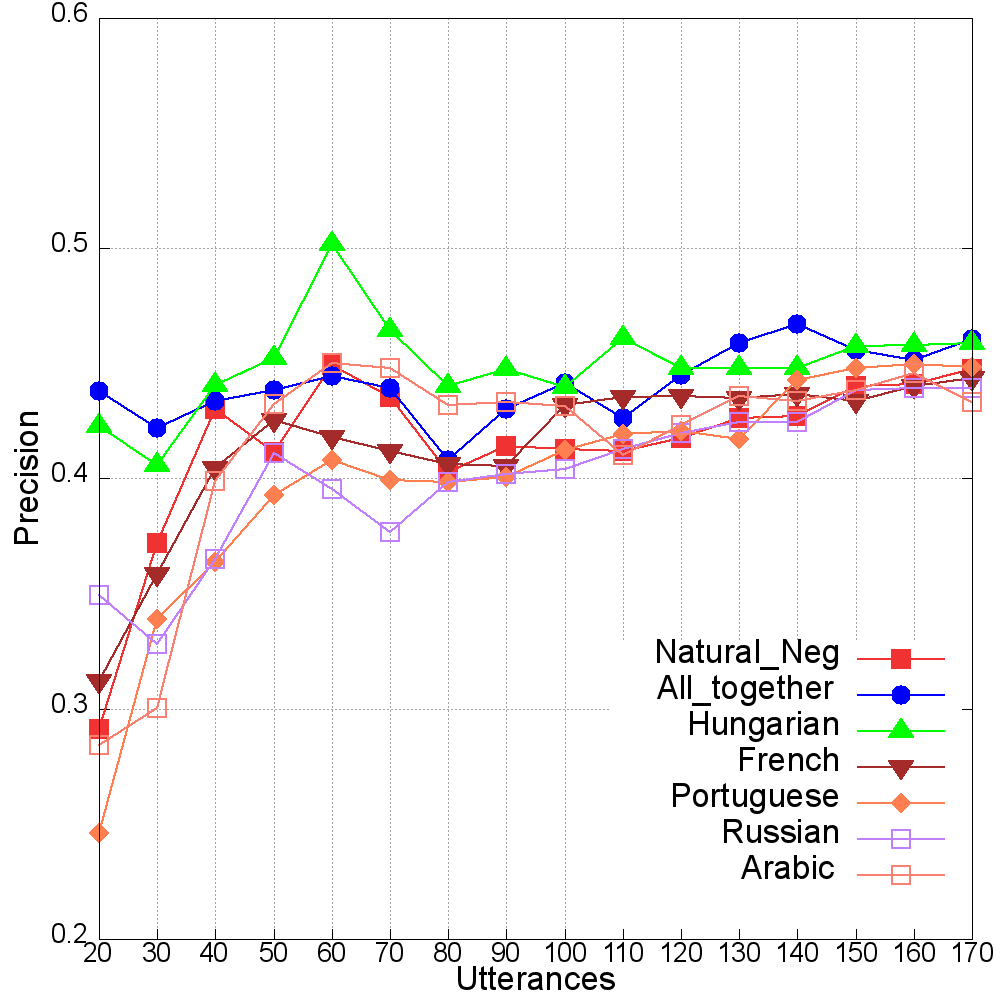 0.6
0.5
0.4
0.3
0.2
Precision
20 30 40 50 60 70 80 90 100 110 120 130 140 150 160 170
Utterances
Natural_Neg
All_together
Hungarian
French
Portuguese
Russian
Arabic